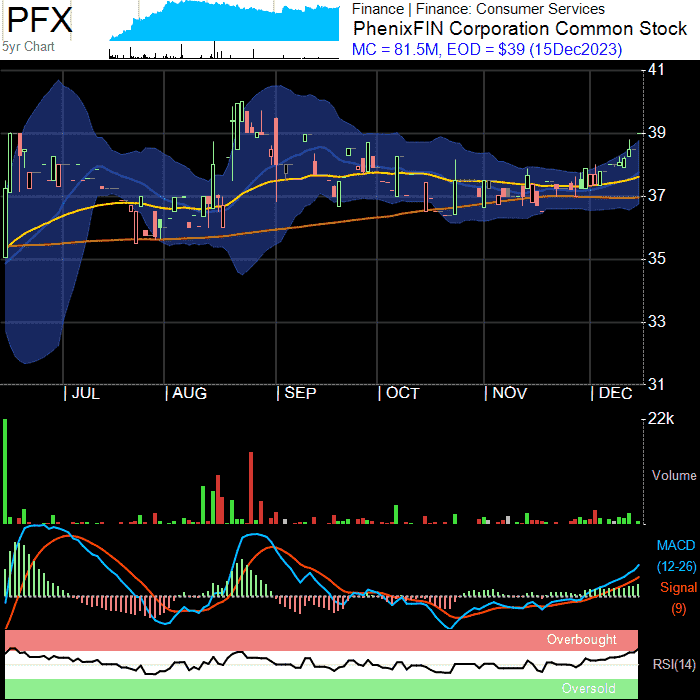 PFX
5yr Chart
Finance | Finance: Consumer Services
PhenixFIN Corporation Common Stock
MC = 81.5M, EOD = $39 (15Dec2023)
41
39
37
35
33
31
| JUL | AUG | SEP | OCT | NOV | DEC
22k
Volume
MACD
(12-26)
Signal
(9)
Overbought
RSI(14)
Oversold